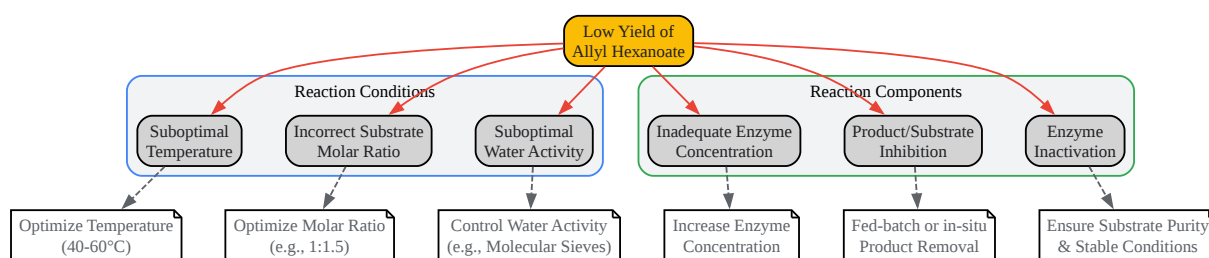 Low Yield of
Allyl Hexanoate
Reaction Conditions
Reaction Components
Suboptimal
Temperature
Incorrect Substrate
Molar Ratio
Suboptimal
Water Activity
Inadequate Enzyme
Concentration
Product/Substrate
Inhibition
Enzyme
Inactivation
Optimize Temperature
(40-60°C)
Optimize Molar Ratio
(e.g., 1:1.5)
Control Water Activity
(e.g., Molecular Sieves)
Increase Enzyme
Concentration
Fed-batch or in-situ
Product Removal
Ensure Substrate Purity
& Stable Conditions